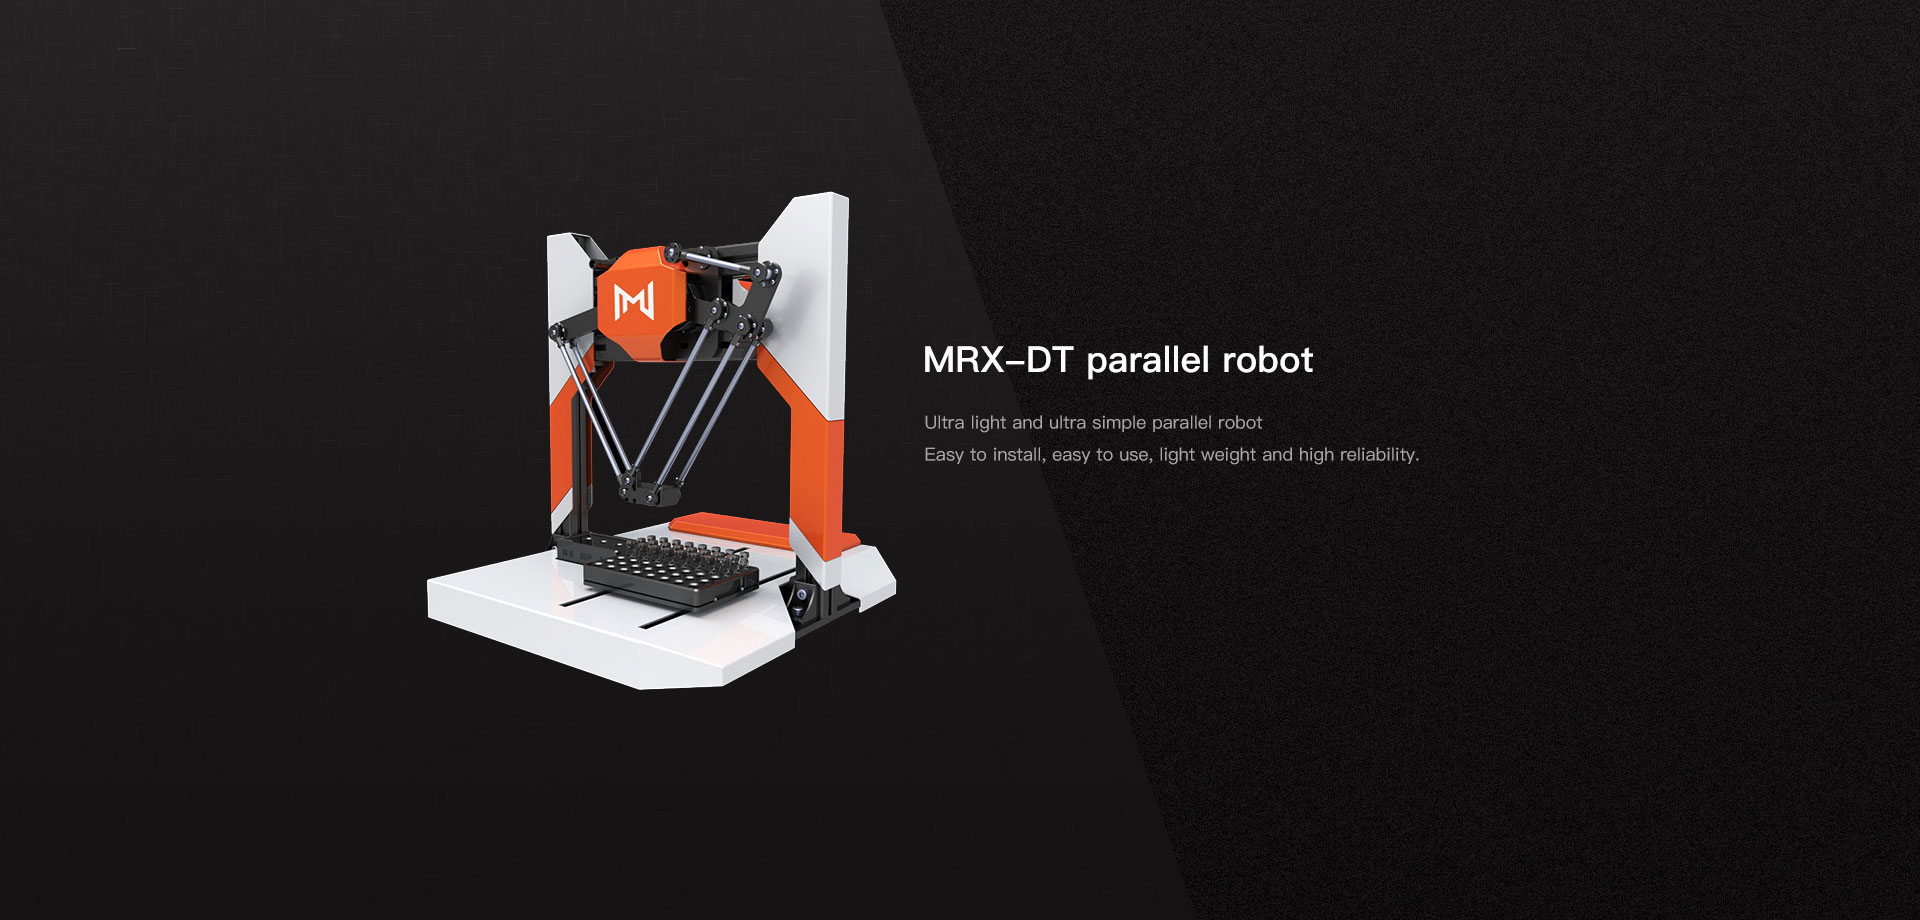 MRX-DT parallel robot
Ultra light and ultra simple parallel robot
Easy to install, easy to use, light weight and high reliability.